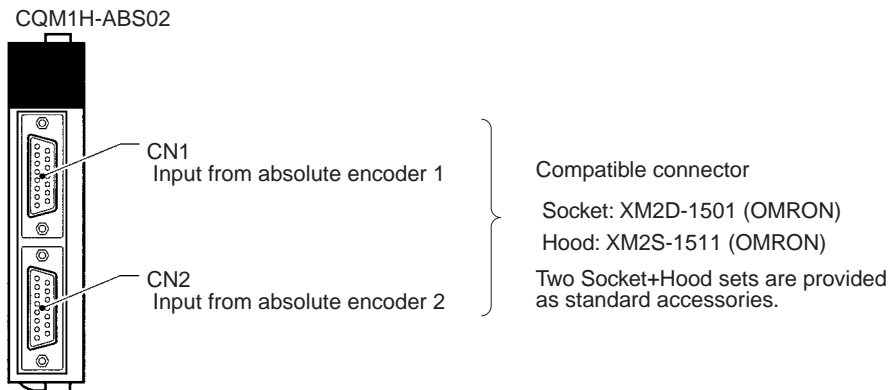 CQM1H-ABS02
CN1
Input from absolute encoder 1
CN2
Input from absolute encoder 2
Compatible connector
Socket: XM2D-1501 (OMRON)
Hood: XM2S-1511 (OMRON)
Two Socket+Hood sets are provided
as standard accessories.